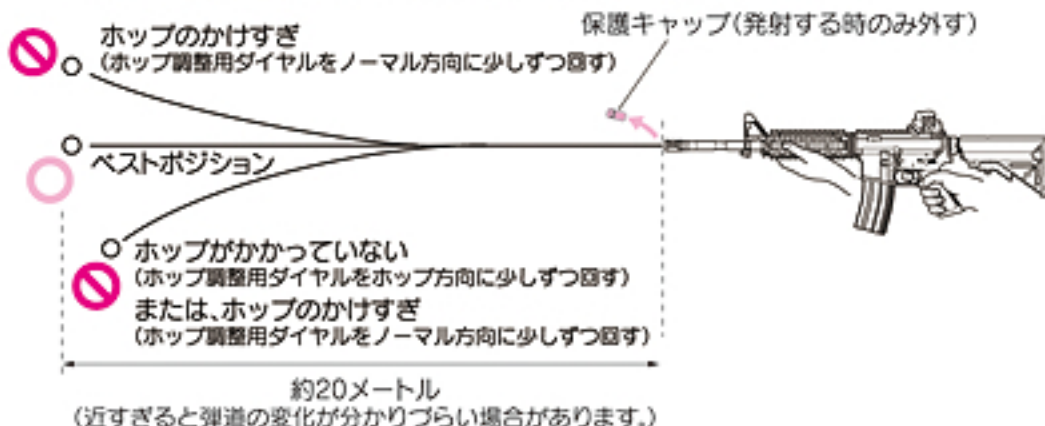 保護キャップ(発射する時のみ外す)
ホップのかけすぎ
(ホップ調整用ダイヤルをノーマル方向に少しずつ回す)
ベストポジション
ホップがかかっていない
(ホップ調整用ダイヤルをホップ方向に少しずつ回す)
または、ホップのかけすぎ
(ホップ調整用ダイヤルをノーマル方向に少しずつ回す)
約20メートル
(近すぎると弾道の変化が分かりづらい場合があります。)